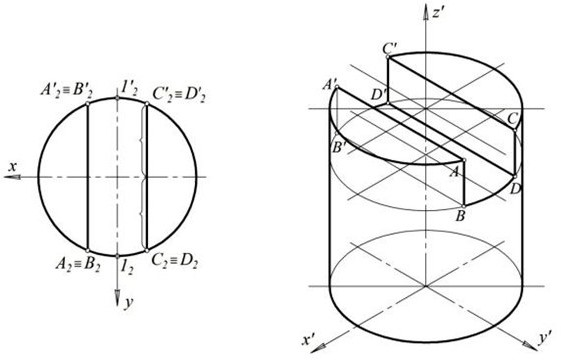 A'₂≡B'₂
1'₂
C'₂≡D'₂
x
A₂≡B₂
1₂
C₂≡D₂
y
z'
C'
A'
D'
B'
C
A
D
B
x'
y'